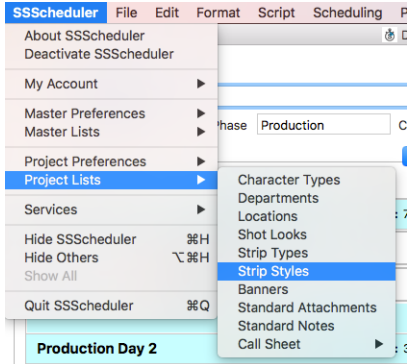 SSScheduler File Edit Format Script Scheduling
About SSScheduler
Deactivate SSScheduler
My Account ▶
Master Preferences ▶
Master Lists ▶
Phase Production
Project Preferences ▶
Project Lists ▶
Character Types
Departments
Locations
Shot Looks
Strip Types
Strip Styles
Banners
Standard Attachments
Standard Notes
Call Sheet ▶
Services ▶
Hide SSScheduler ⌘H
Hide Others ⌥⌘H
Show All
Quit SSScheduler ⌘Q
Production Day 2